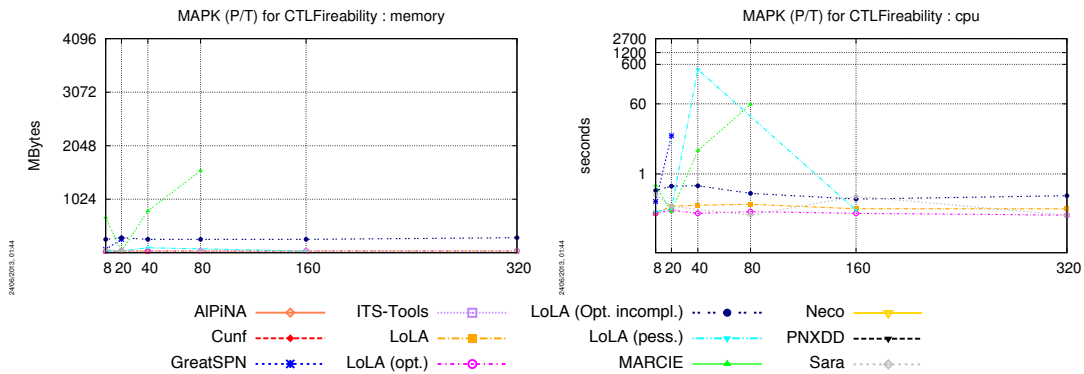 MAPK (P/T) for CTLFireability : memory
4096
3072
2048
1024
MBytes
8 20 40 80 160 320
24/06/2013, 01:44
MAPK (P/T) for CTLFireability : cpu
2700
1200
600
60
1
seconds
8 20 40 80 160 320
24/06/2013, 01:44
AlPiNA ITS-Tools LoLA (Opt. incompl.) Neco
Cunf LoLA LoLA (pess.) PNXDD
GreatSPN LoLA (opt.) MARCIE Sara